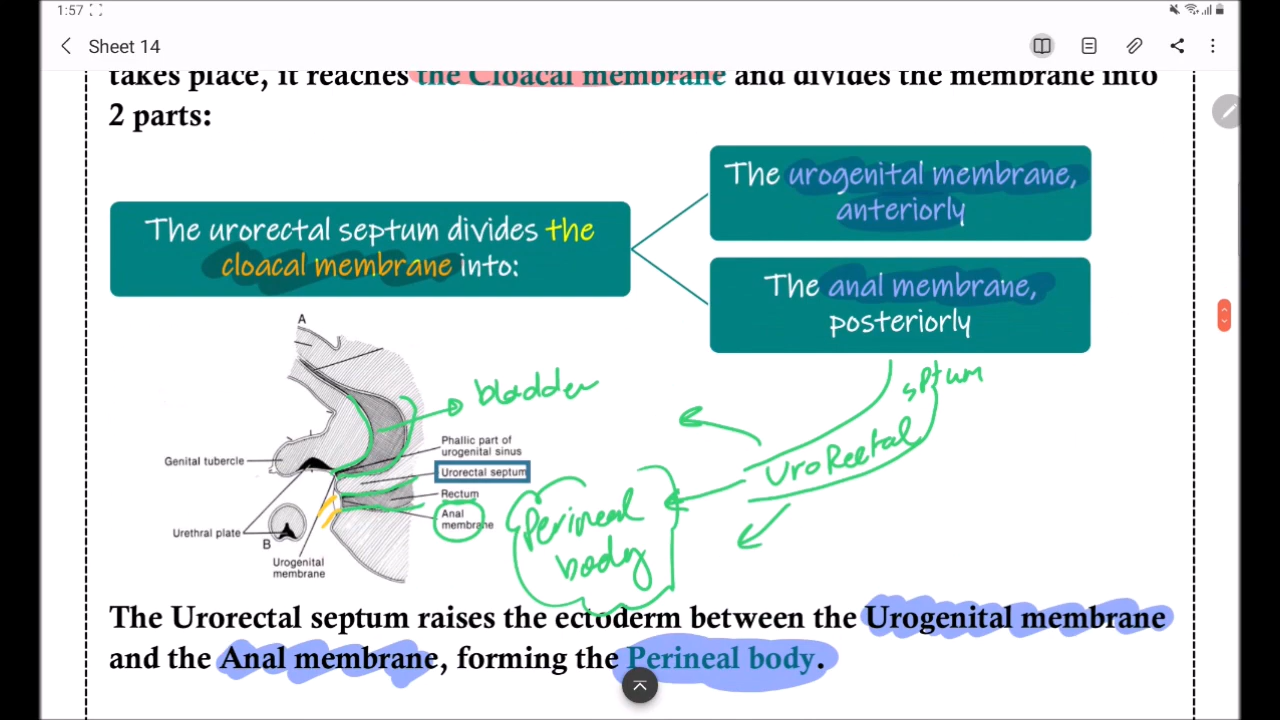 1:57
Sheet 14
takes place, it reaches the Cloacal membrane and divides the membrane into
2 parts:
The urorectal septum divides the
cloacal membrane into:
The urogenital membrane,
anteriorly
The anal membrane,
posteriorly
A
bladder
Phallic part of
urogenital sinus
Genital tubercle
Urorectal septum
Rectum
Anal
membrane
Urethral plate
B
Urogenital
membrane
septum
UroRectal
Perineal
body
The Urorectal septum raises the ectoderm between the Urogenital membrane
and the Anal membrane, forming the Perineal body.